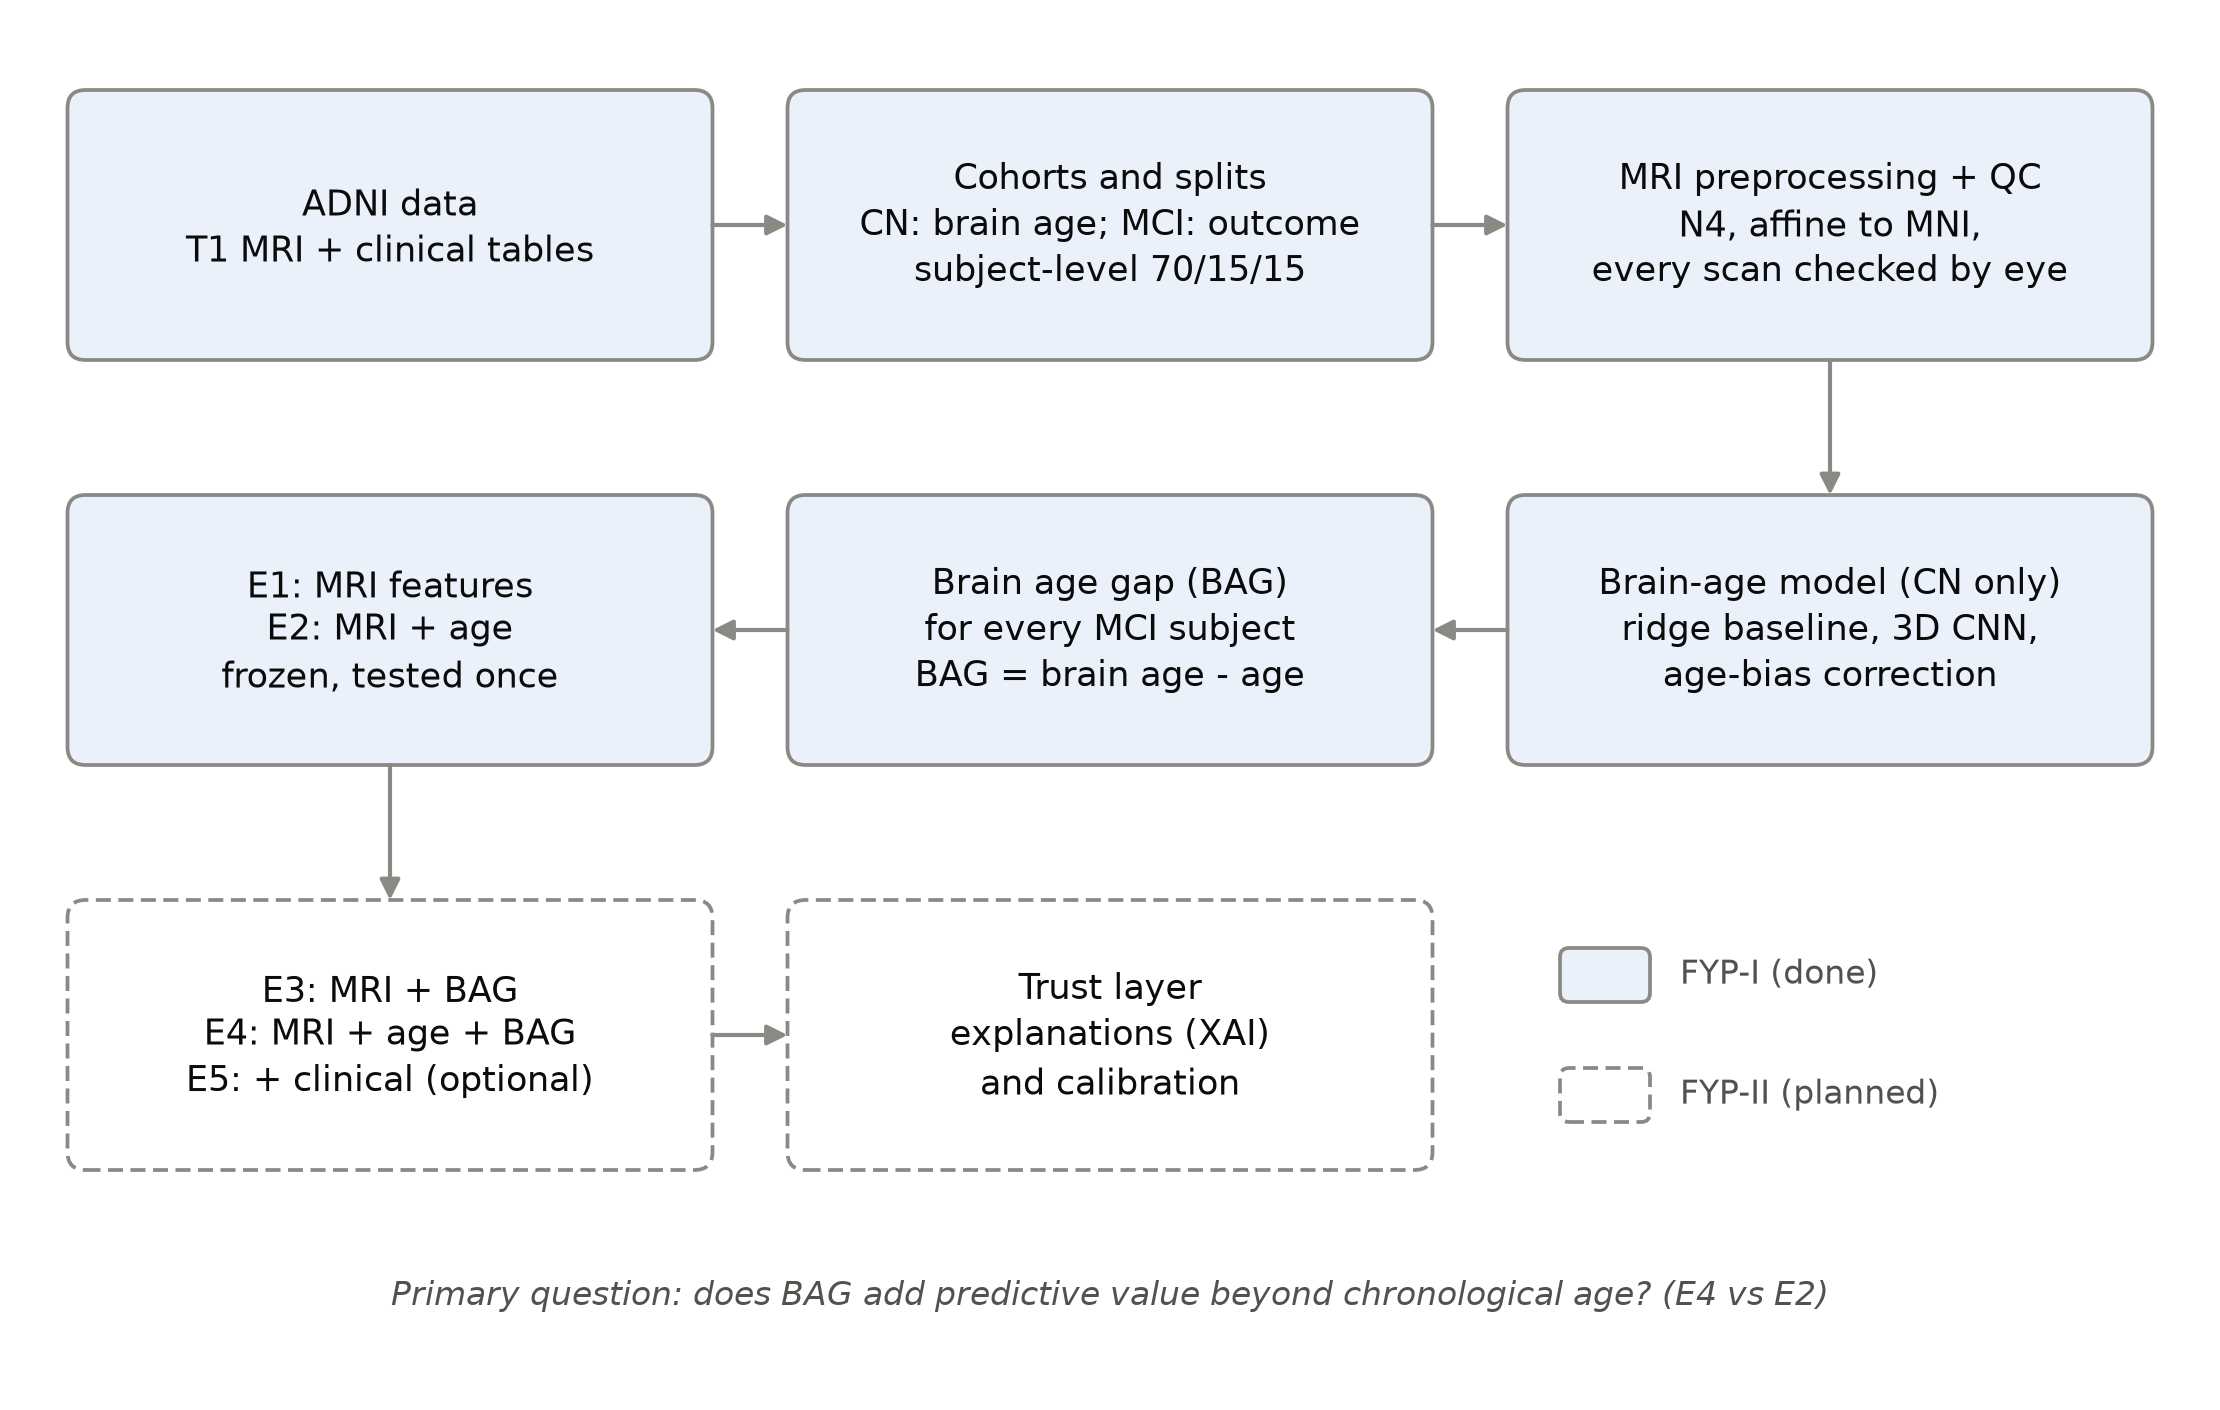 ADNI data
T1 MRI + clinical tables
Cohorts and splits
CN: brain age; MCI: outcome
subject-level 70/15/15
MRI preprocessing + QC
N4, affine to MNI,
every scan checked by eye
E1: MRI features
E2: MRI + age
frozen, tested once
Brain age gap (BAG)
for every MCI subject
BAG = brain age - age
Brain-age model (CN only)
ridge baseline, 3D CNN,
age-bias correction
E3: MRI + BAG
E4: MRI + age + BAG
E5: + clinical (optional)
Trust layer
explanations (XAI)
and calibration
FYP-I (done)
FYP-II (planned)
Primary question: does BAG add predictive value beyond chronological age? (E4 vs E2)